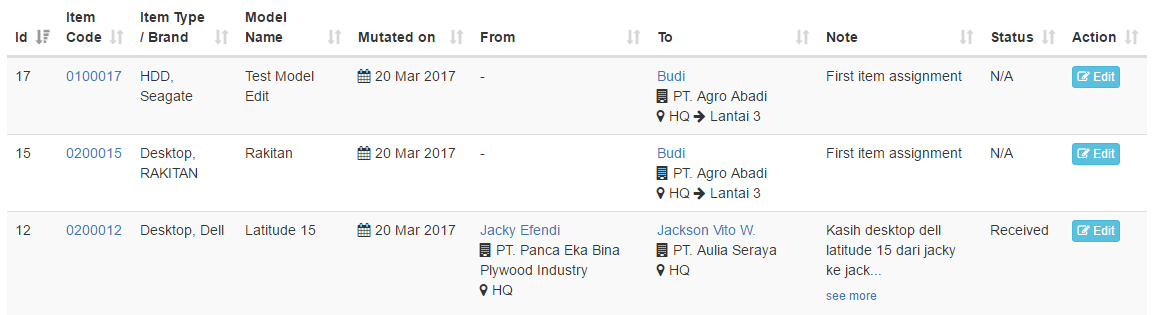 Id Item Code Item Type / Brand Model Name Mutated on From To Note Status Action
17 0100017 HDD, Seagate Test Model Edit 20 Mar 2017 - Budi First item assignment N/A Edit
PT. Agro Abadi
HQ Lantai 3
15 0200015 Desktop, RAKITAN Rakitan 20 Mar 2017 - Budi First item assignment N/A Edit
PT. Agro Abadi
HQ Lantai 3
12 0200012 Desktop, Dell Latitude 15 20 Mar 2017 Jacky Efendi Jackson Vito W. Kasih desktop dell Received Edit
PT. Panca Eka Bina PT. Aulia Seraya latitude 15 dari jacky
Plywood Industry HQ ke jack...
HQ see more